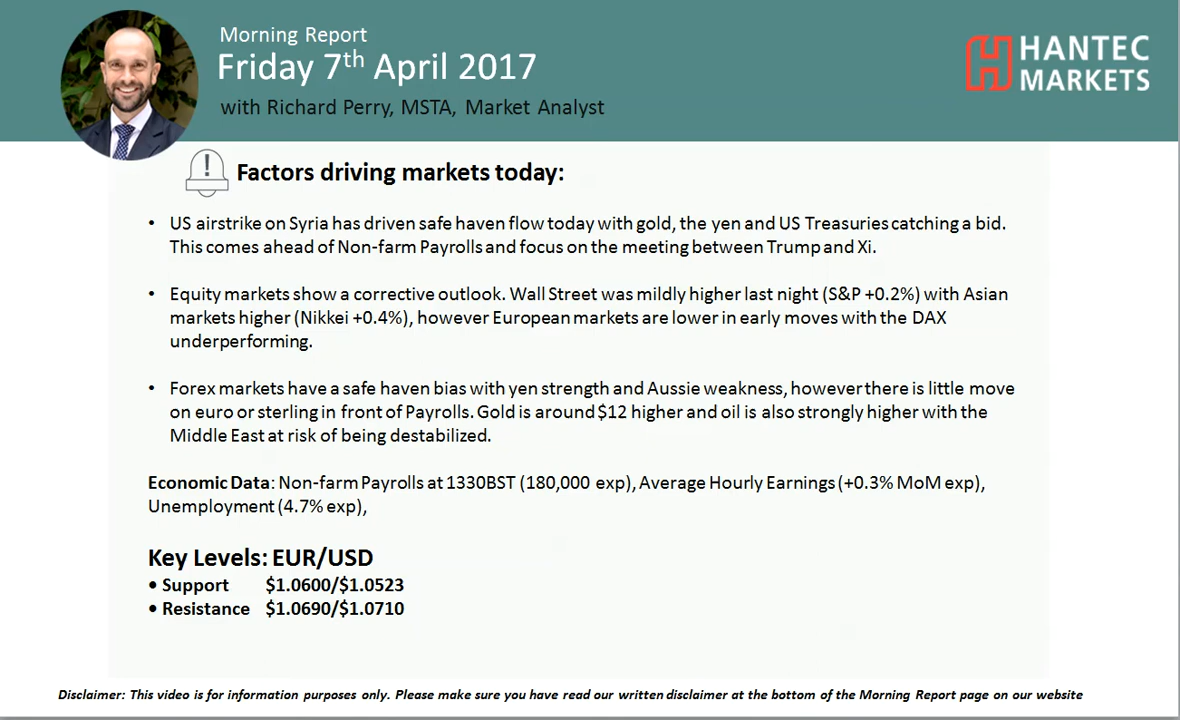 Morning Report
Friday 7th April 2017
with Richard Perry, MSTA, Market Analyst
HANTEC
MARKETS
! Factors driving markets today:
• US airstrike on Syria has driven safe haven flow today with gold, the yen and US Treasuries catching a bid.
This comes ahead of Non-farm Payrolls and focus on the meeting between Trump and Xi.
• Equity markets show a corrective outlook. Wall Street was mildly higher last night (S&P +0.2%) with Asian
markets higher (Nikkei +0.4%), however European markets are lower in early moves with the DAX
underperforming.
• Forex markets have a safe haven bias with yen strength and Aussie weakness, however there is little move
on euro or sterling in front of Payrolls. Gold is around $12 higher and oil is also strongly higher with the
Middle East at risk of being destabilized.
Economic Data: Non-farm Payrolls at 1330BST (180,000 exp), Average Hourly Earnings (+0.3% MoM exp),
Unemployment (4.7% exp),
Key Levels: EUR/USD
• Support $1.0600/$1.0523
• Resistance $1.0690/$1.0710
Disclaimer: This video is for information purposes only. Please make sure you have read our written disclaimer at the bottom of the Morning Report page on our website